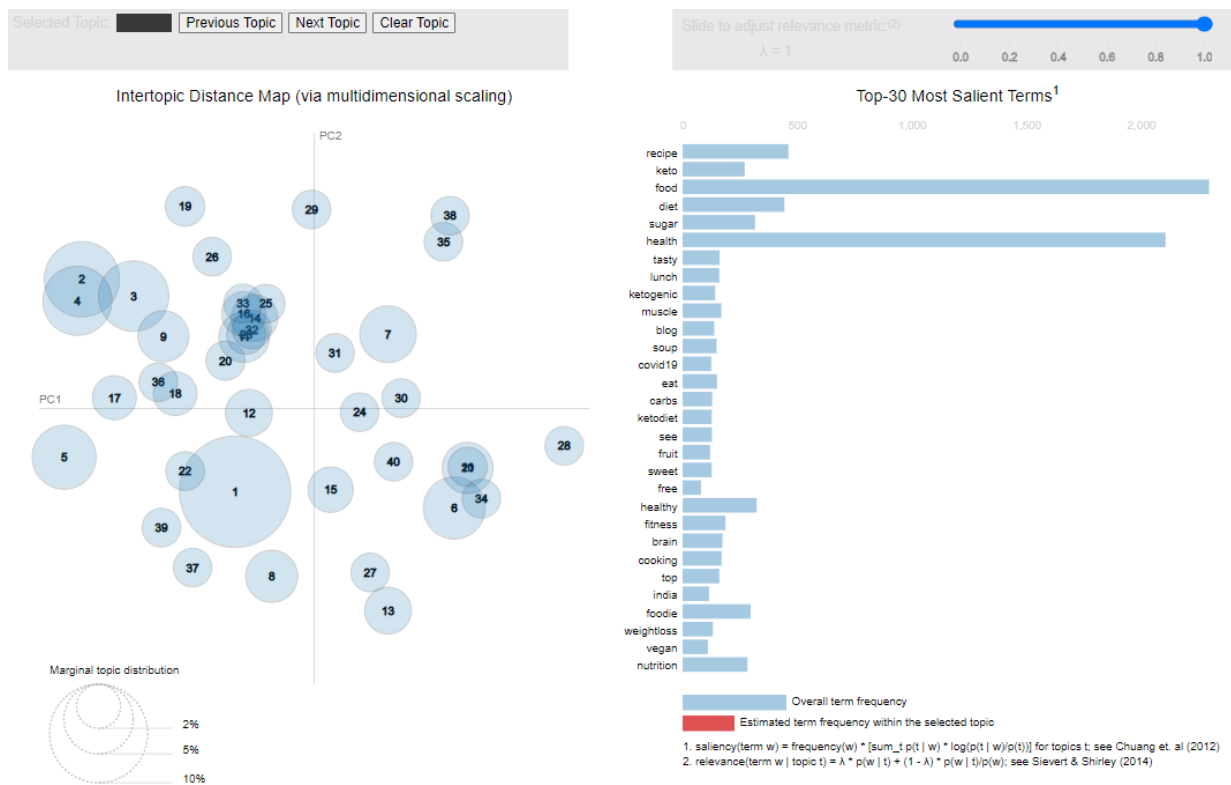 Selected Topic: Previous Topic Next Topic Clear Topic
Slide to adjust relevance metric:(2)
λ = 1
0.0 0.2 0.4 0.6 0.8 1.0
Intertopic Distance Map (via multidimensional scaling)
PC2
PC1
19
29
38
35
26
2
4
3
33
25
16
14
32
9
20
7
31
36
18
17
12
24
30
5
22
1
15
40
28
34
6
39
37
8
27
13
Marginal topic distribution
2%
5%
10%
Top-30 Most Salient Terms1
0 500 1,000 1,500 2,000
recipe
keto
food
diet
sugar
health
tasty
lunch
ketogenic
muscle
blog
soup
covid19
eat
carbs
ketodiet
see
fruit
sweet
free
healthy
fitness
brain
cooking
top
india
foodie
weightloss
vegan
nutrition
Overall term frequency
Estimated term frequency within the selected topic
1. saliency(term w) = frequency(w) * [sum_t p(t | w) * log(p(t | w)/p(t))] for topics t; see Chuang et. al (2012)
2. relevance(term w | topic t) = λ * p(w | t) + (1 - λ) * p(w | t)/p(w); see Sievert & Shirley (2014)